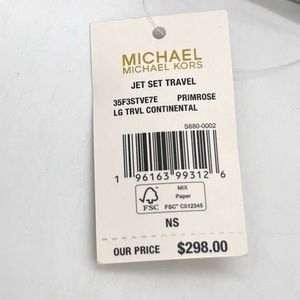 MICHAEL
MICHAEL KORS
JET SET TRAVEL
35F3STVE7E PRIMROSE
LG TRVL CONTINENTAL
S680-0002
1 96163 99312 6
FSC
MIX
Paper
FSC® C012345
NS
OUR PRICE $298.00